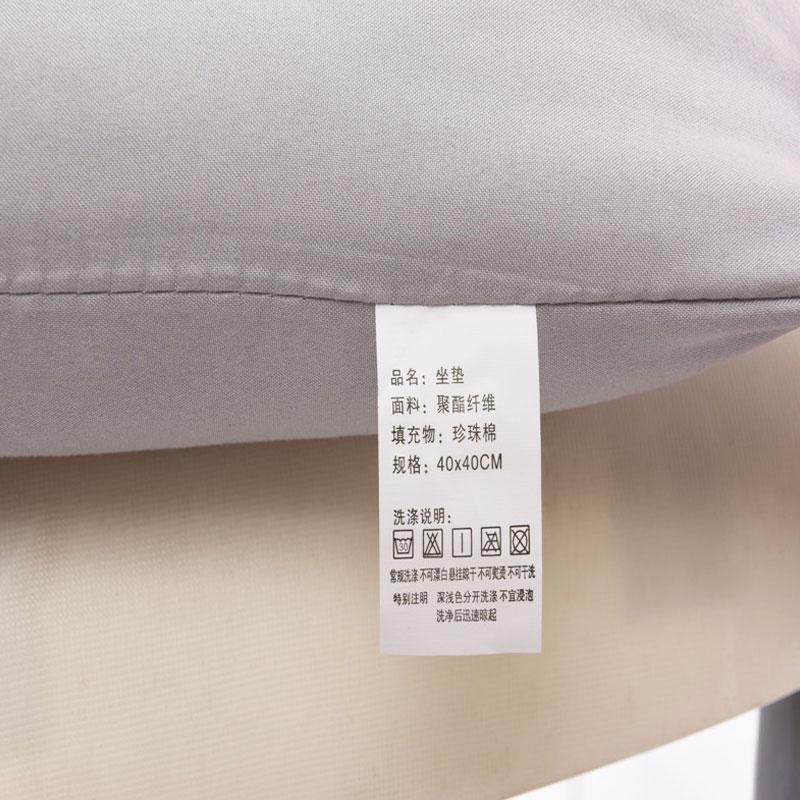 品名：坐垫
面料：聚酯纤维
填充物：珍珠棉
规格：40x40CM
洗涤说明：
30
常规洗涤 不可漂白 悬挂晾干 不可熨烫 不可干洗
特别注明 深浅色分开洗涤 不宜浸泡
洗净后迅速晾起